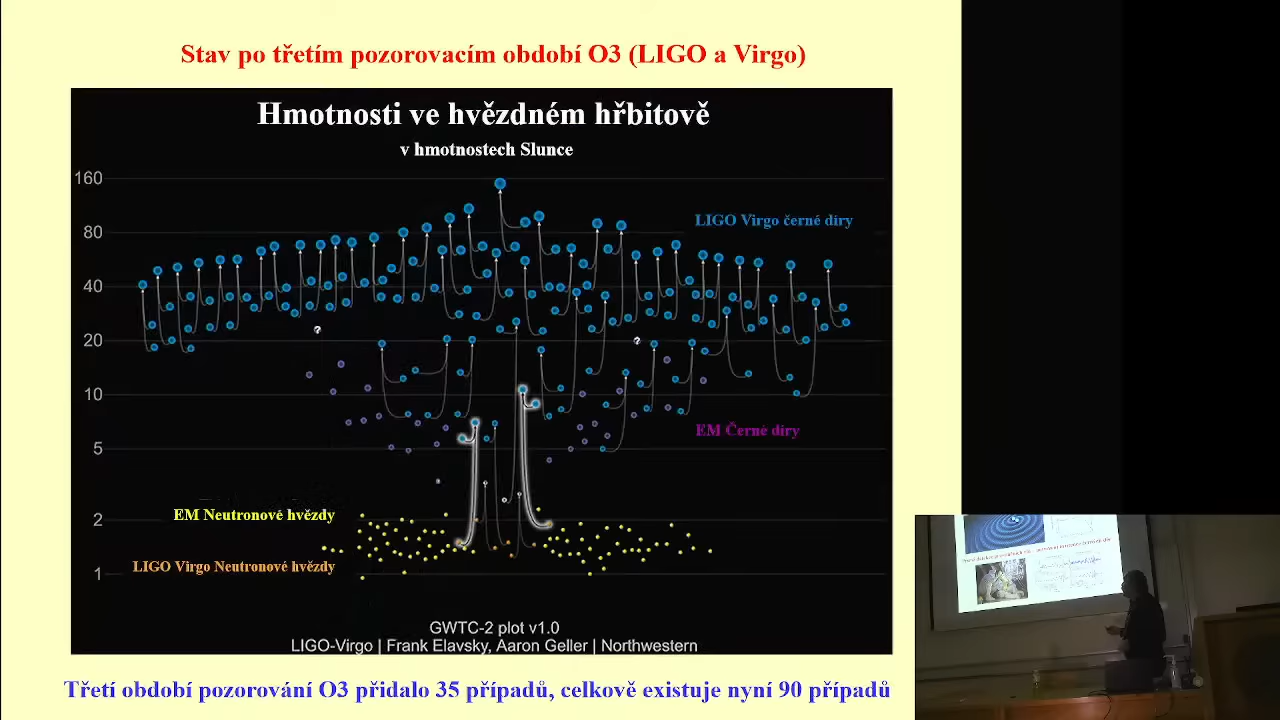 Stav po třetím pozorovacím období O3 (LIGO a Virgo)
Hmotnosti ve hvězdném hřbitově
v hmotnostech Slunce
160
80
LIGO Virgo černé díry
40
20
10
5
EM Černé díry
2
EM Neutronové hvězdy
LIGO Virgo Neutronové hvězdy
1
GWTC-2 plot v1.0
LIGO-Virgo | Frank Elavsky, Aaron Geller | Northwestern
Třetí období pozorování O3 přidalo 35 případů, celkově existuje nyní 90 případů